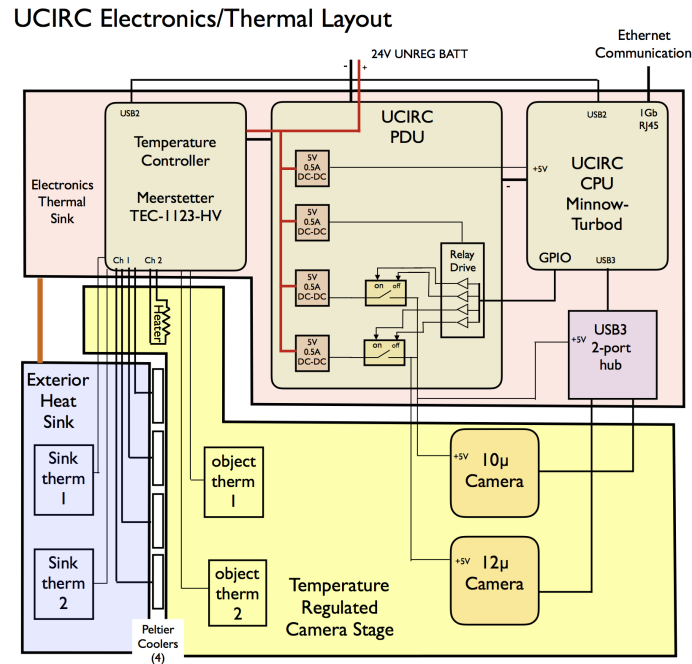 UCIRC Electronics/Thermal Layout
Ethernet
Communication
24V UNREG BATT
-
+
USB2
Temperature
Controller
Meerstetter
TEC-1123-HV
Ch 1
Ch 2
Electronics
Thermal
Sink
UCIRC
PDU
5V
0.5A
DC-DC
5V
0.5A
DC-DC
5V
0.5A
DC-DC
5V
0.5A
DC-DC
on
off
on
off
Relay
Drive
USB2
1Gb
RJ45
+5V
-
UCIRC
CPU
Minnow-
Turbod
GPIO
USB3
+5V
USB3
2-port
hub
Heater
Exterior
Heat
Sink
Sink
therm
1
Sink
therm
2
object
therm
1
object
therm
2
+5V
10μ
Camera
+5V
12μ
Camera
Temperature
Regulated
Camera Stage
Peltier
Coolers
(4)